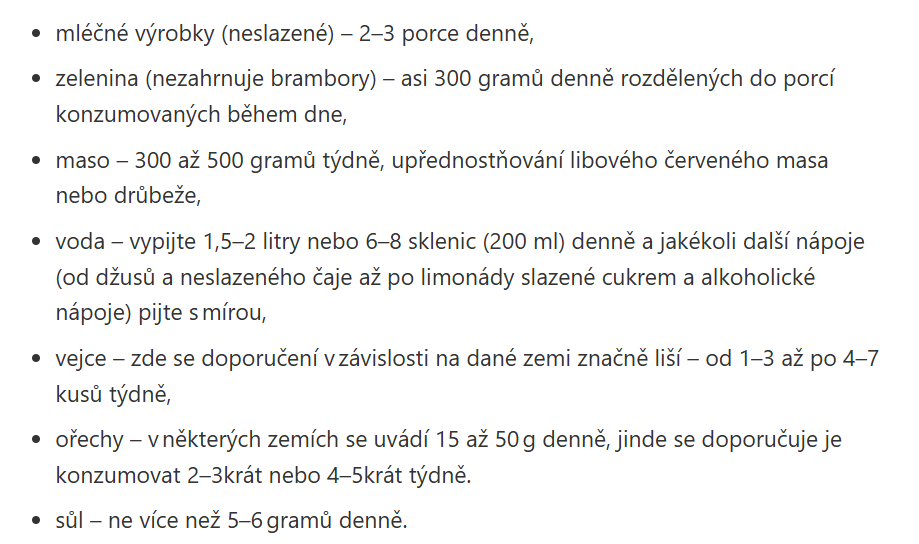 • mléčné výrobky (neslazené) – 2–3 porce denně,
• zelenina (nezahrnuje brambory) – asi 300 gramů denně rozdělených do porcí
konzumovaných během dne,
• maso – 300 až 500 gramů týdně, upřednostňování libového červeného masa
nebo drůbeže,
• voda – vypijte 1,5–2 litry nebo 6–8 sklenic (200 ml) denně a jakékoli další nápoje
(od džusů a neslazeného čaje až po limonády slazené cukrem a alkoholické
nápoje) pijte s mírou,
• vejce – zde se doporučení v závislosti na dané zemi značně liší – od 1–3 až po 4–7
kusů týdně,
• ořechy – v některých zemích se uvádí 15 až 50 g denně, jinde se doporučuje je
konzumovat 2–3krát nebo 4–5krát týdně.
• sůl – ne více než 5–6 gramů denně.